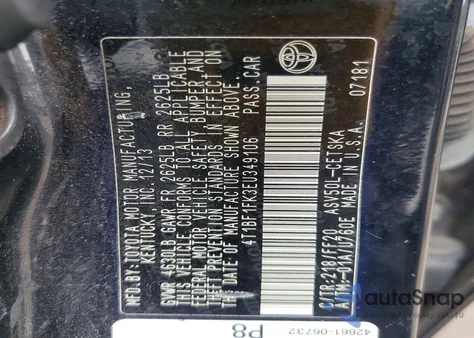 MFD.BY: TOYOTA MOTOR MANUFACTURING,
KENTUCKY, INC. 12/13
GVWR 4630LB GAWR FR 2625LB RR 2625LB
THIS VEHICLE CONFORMS TO ALL APPLICABLE
FEDERAL MOTOR VEHICLE SAFETY, BUMPER, AND
THEFT PREVENTION STANDARDS IN EFFECT ON
THE DATE OF MANUFACTURE SHOWN ABOVE.
4T1BF1FK3EU349106 PASS. CAR
C/TR: 218/FF20 ASV50L-CETSKA
A/TM:-01A/U760E MADE IN U.S.A. 07181
42661-06732
P8
AutoSnap